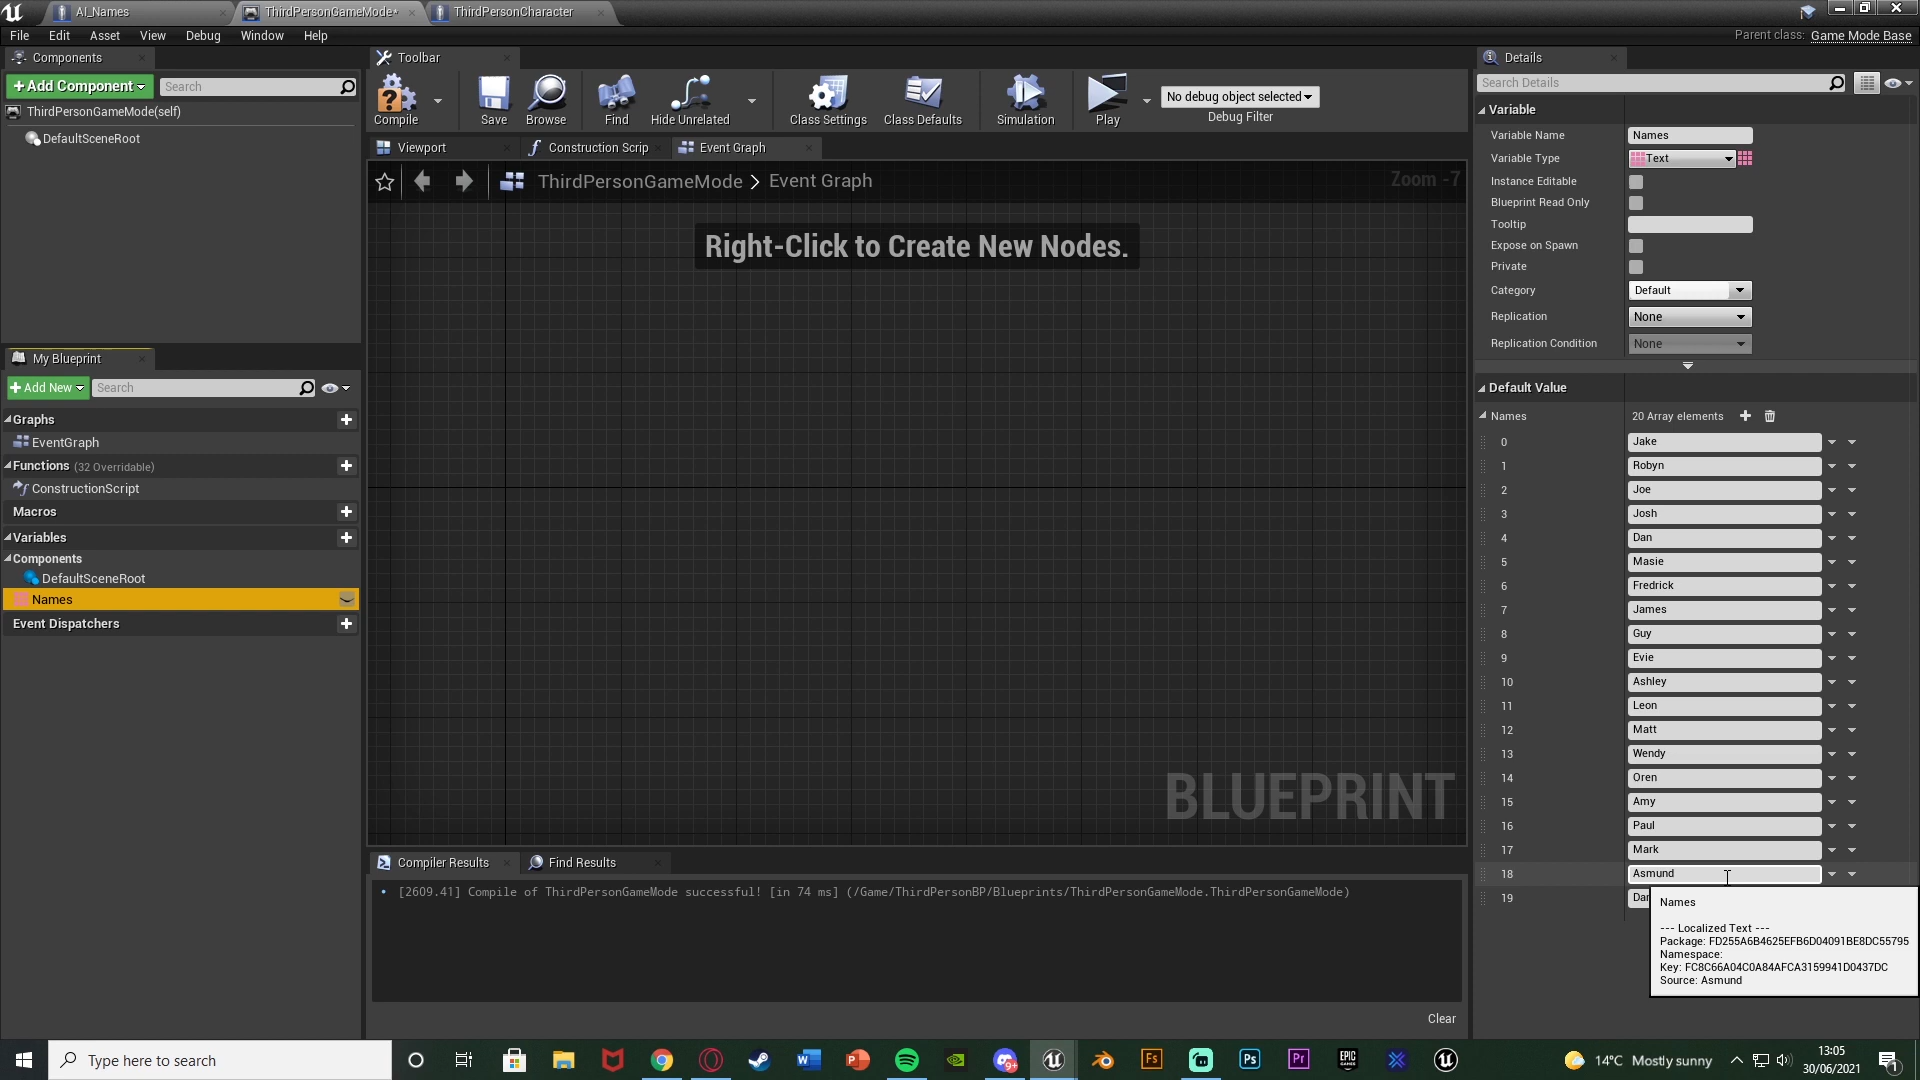 AI_Names
ThirdPersonGameMode*
ThirdPersonCharacter
File Edit Asset View Debug Window Help
Parent class: Game Mode Base
Components
Toolbar
Details
+ Add Component
Search
Search Details
ThirdPersonGameMode(self)
DefaultSceneRoot
Compile
Save
Browse
Find
Hide Unrelated
Class Settings
Class Defaults
Simulation
Play
No debug object selected
Debug Filter
Viewport
Construction Scrip
Event Graph
ThirdPersonGameMode > Event Graph
Zoom -7
Right-Click to Create New Nodes.
BLUEPRINT
My Blueprint
+ Add New
Search
Graphs
EventGraph
Functions (32 Overridable)
ConstructionScript
Macros
Variables
Components
DefaultSceneRoot
Names
Event Dispatchers
Compiler Results
Find Results
[2609.41] Compile of ThirdPersonGameMode successful! [in 74 ms] (/Game/ThirdPersonBP/Blueprints/ThirdPersonGameMode.ThirdPersonGameMode)
Clear
Variable
Variable Name Names
Variable Type Text
Instance Editable
Blueprint Read Only
Tooltip
Expose on Spawn
Private
Category Default
Replication None
Replication Condition None
Default Value
Names 20 Array elements
0 Jake
1 Robyn
2 Joe
3 Josh
4 Dan
5 Masie
6 Fredrick
7 James
8 Guy
9 Evie
10 Ashley
11 Leon
12 Matt
13 Wendy
14 Oren
15 Amy
16 Paul
17 Mark
18 Asmund
19
Names
--- Localized Text ---
Package: FD255A6B4625EFB6D04091BE8DC55795
Namespace:
Key: FC8C66A04C0A84AFCA3159941D0437DC
Source: Asmund
Type here to search
14°C Mostly sunny
13:05
30/06/2021